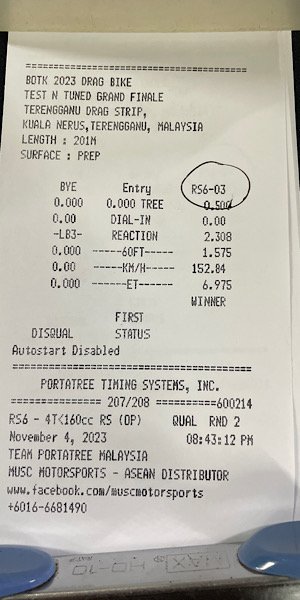 ========================================
BOTK 2023 DRAG BIKE
TEST N TUNED GRAND FINALE
TERENGGANU DRAG STRIP,
KUALA NERUS,TERENGGANU, MALAYSIA
LENGTH : 201M
SURFACE : PREP
BYE Entry RS6-03
0.000 0.000 TREE 0.500
0.00 DIAL-IN 0.00
-LB3- REACTION 2.308
0.000 ------60FT------ 1.575
0.00 ------KM/H------ 152.84
0.000 -------ET------- 6.975
WINNER
FIRST
DISQUAL STATUS
Autostart Disabled
========================================
PORTATREE TIMING SYSTEMS, INC.
=============== 207/208 ==========600214
RS6 - 4T<160cc RS (OP) QUAL RND 2
November 4, 2023 08:43:12 PM
TEAM PORTATREE MALAYSIA
MUSC MOTORSPORTS - ASEAN DISTRIBUTOR
www.facebook.com/muscmotorsports
+6016-6681490
MAX HD-10